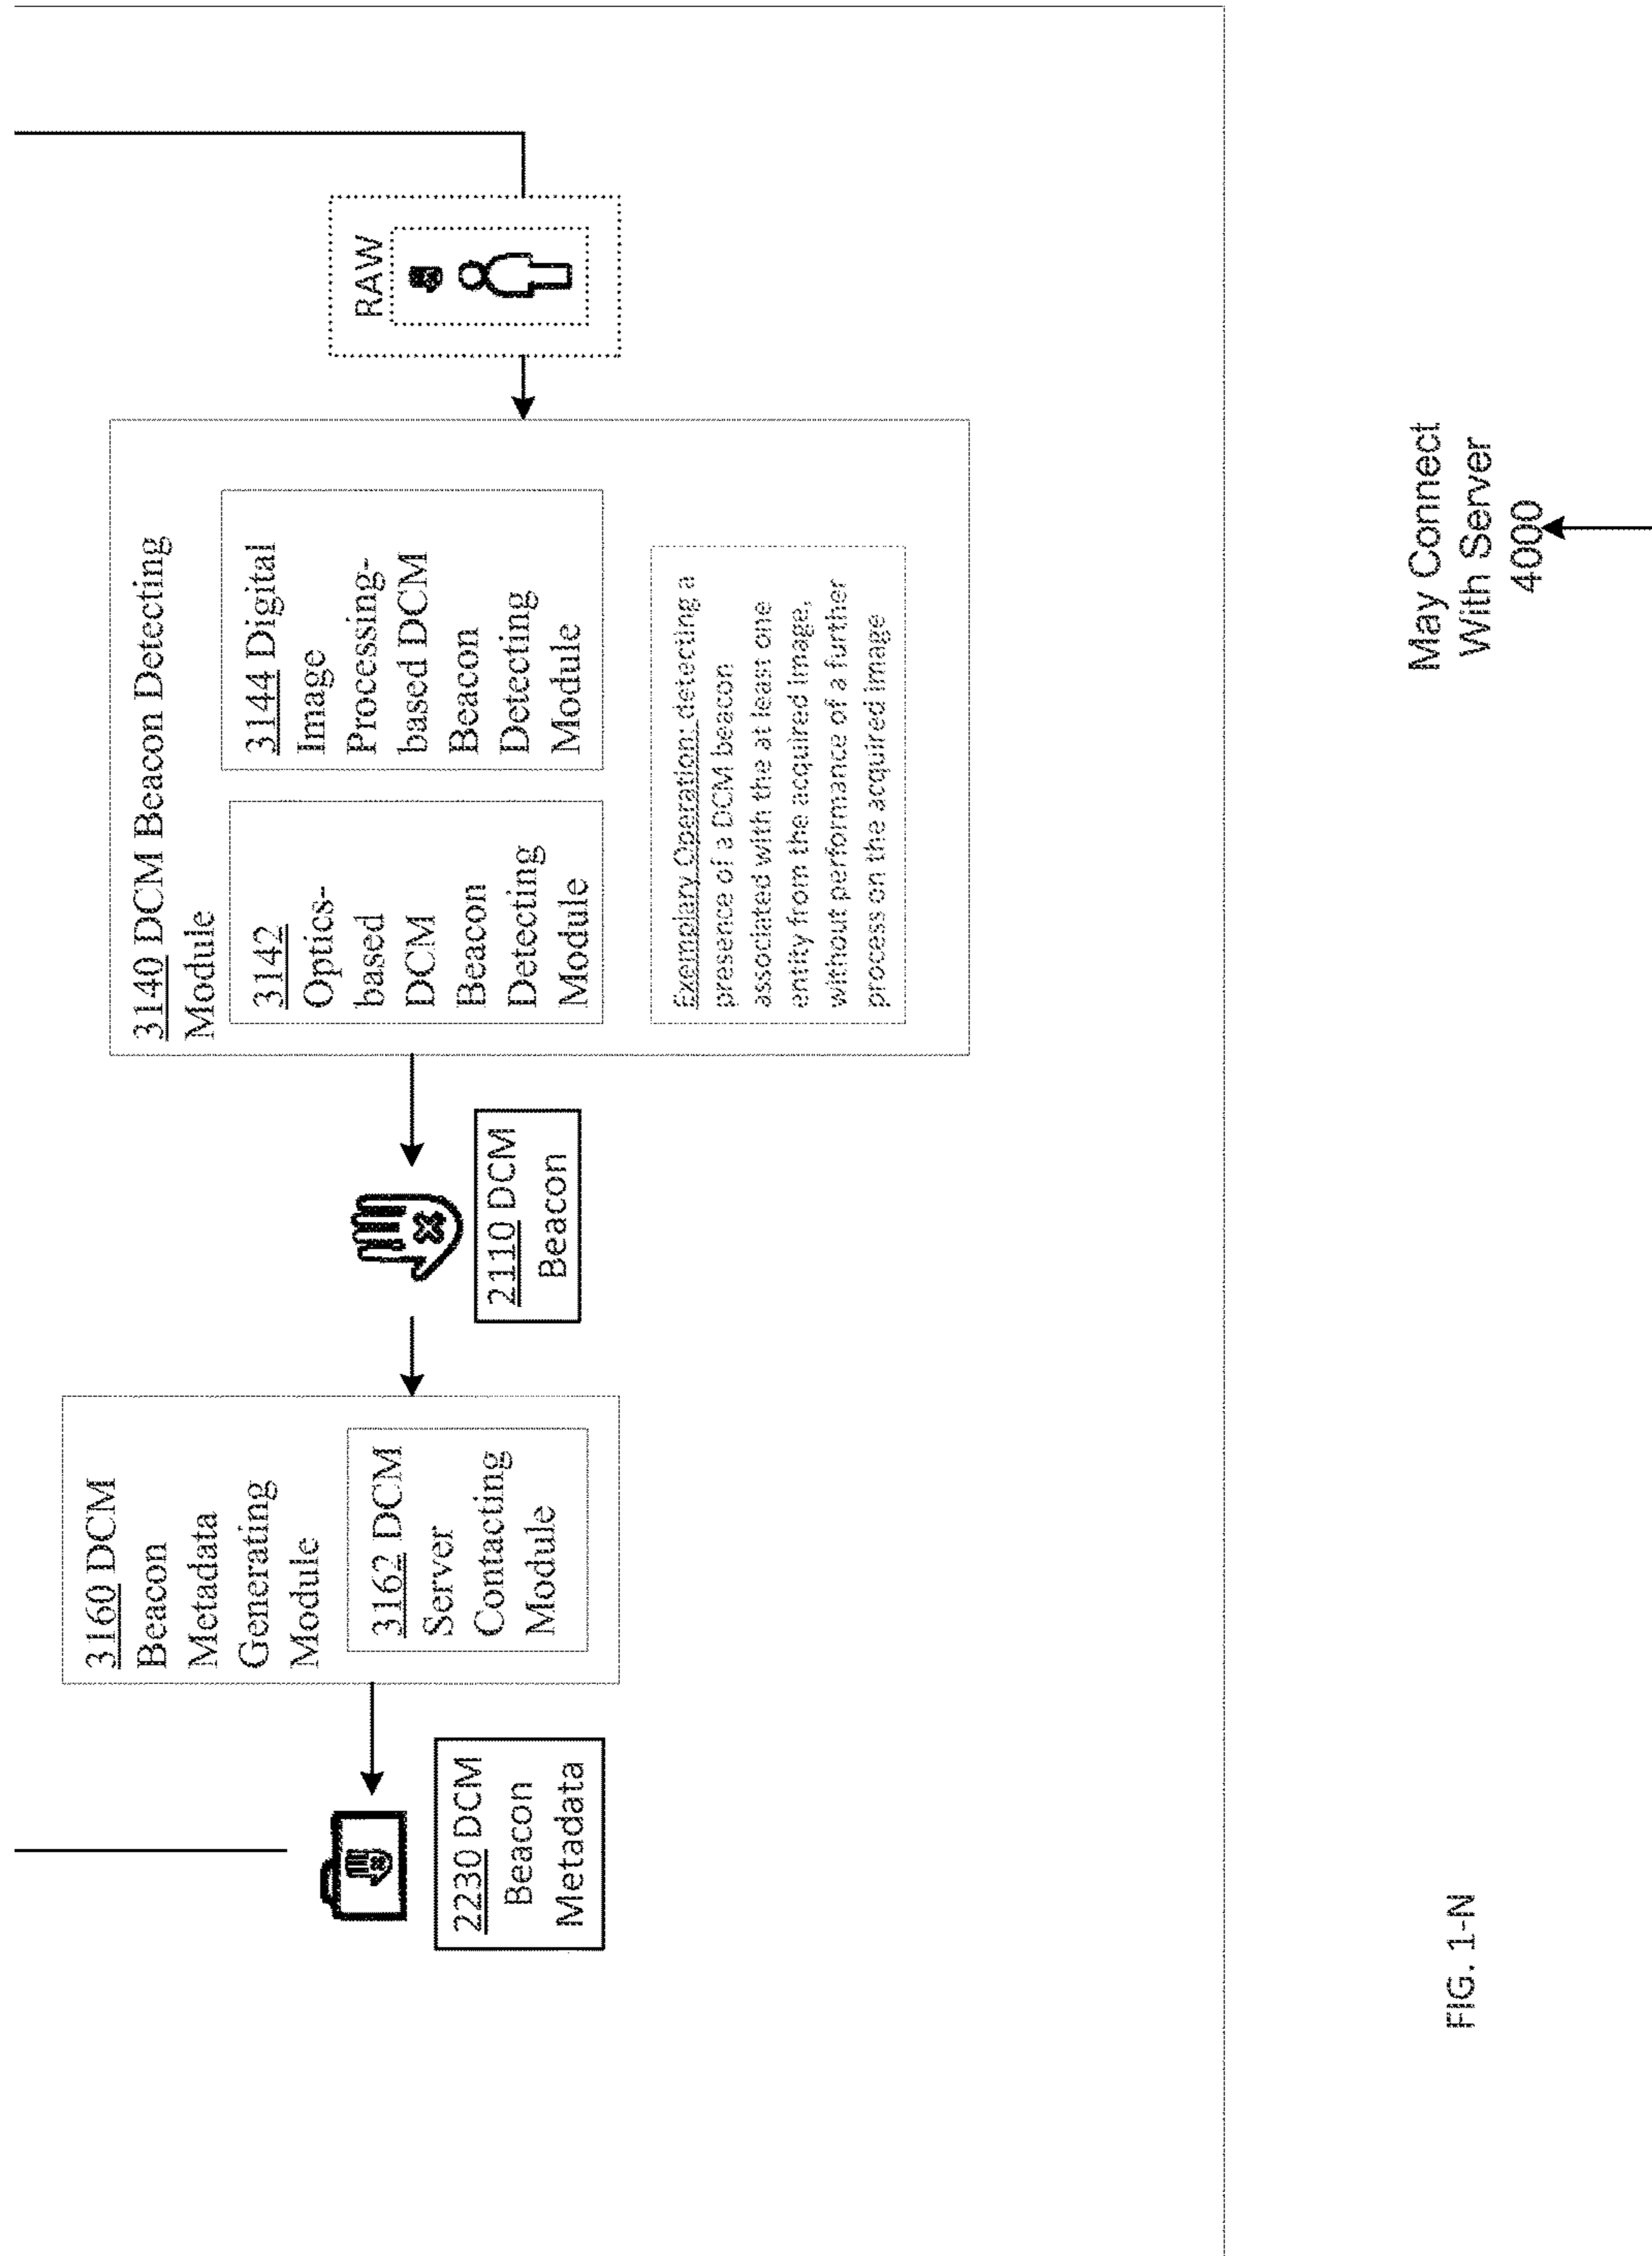 2230 DCM
Beacon
Metadata
3160 DCM
Beacon
Metadata
Generating
Module
3162 DCM
Server
Contacting
Module
2110 DCM
Beacon
3140 DCM Beacon Detecting
Module
3142
Optics-
based
DCM
Beacon
Detecting
Module
3144 Digital
Image
Processing-
based DCM
Beacon
Detecting
Module
Exemplary Operation: detecting a
presence of a DCM beacon
associated with the at least one
entity from the acquired image,
without performance of a further
process on the acquired image
RAW
May Connect
With Server
4000
FIG. 1-N